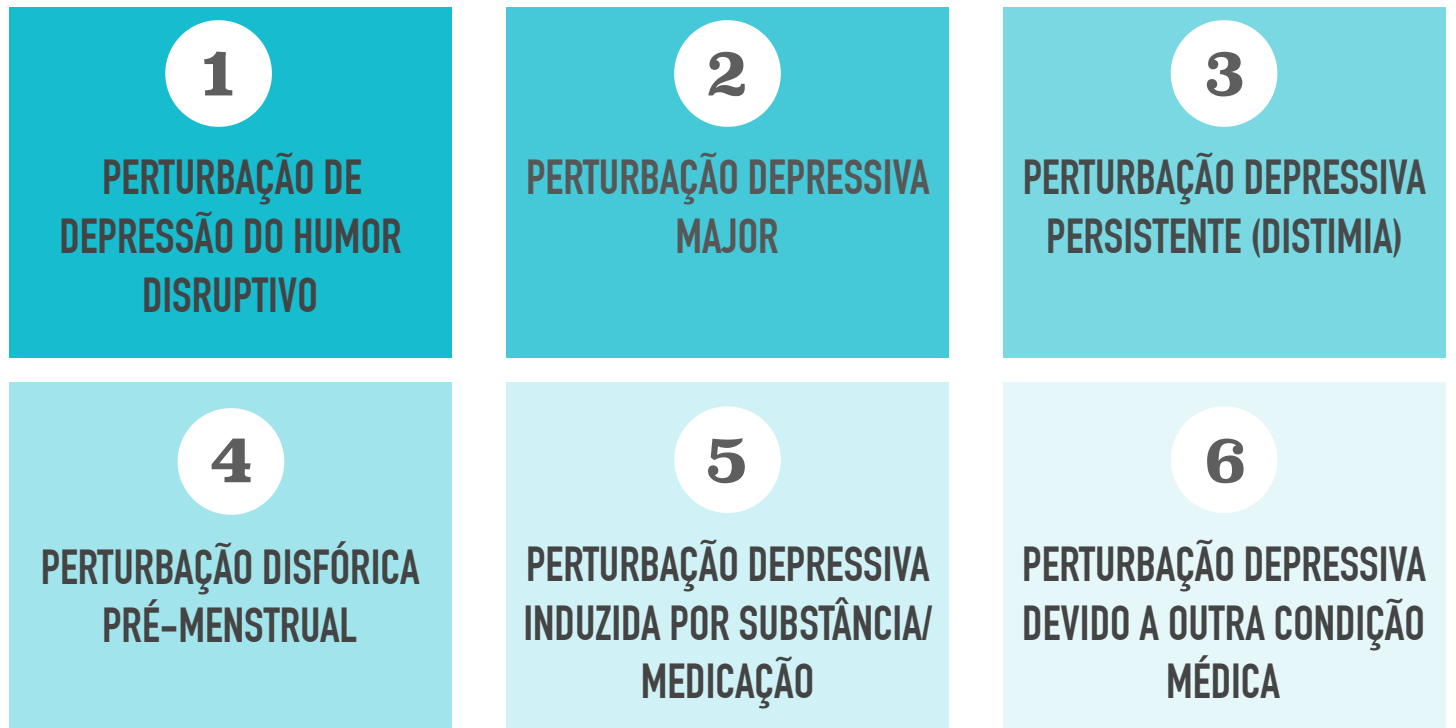 1
PERTURBAÇÃO DE
DEPRESSÃO DO HUMOR
DISRUPTIVO
2
PERTURBAÇÃO DEPRESSIVA
MAJOR
3
PERTURBAÇÃO DEPRESSIVA
PERSISTENTE (DISTIMIA)
4
PERTURBAÇÃO DISFÓRICA
PRÉ-MENSTRUAL
5
PERTURBAÇÃO DEPRESSIVA
INDUZIDA POR SUBSTÂNCIA/
MEDICAÇÃO
6
PERTURBAÇÃO DEPRESSIVA
DEVIDO A OUTRA CONDIÇÃO
MÉDICA